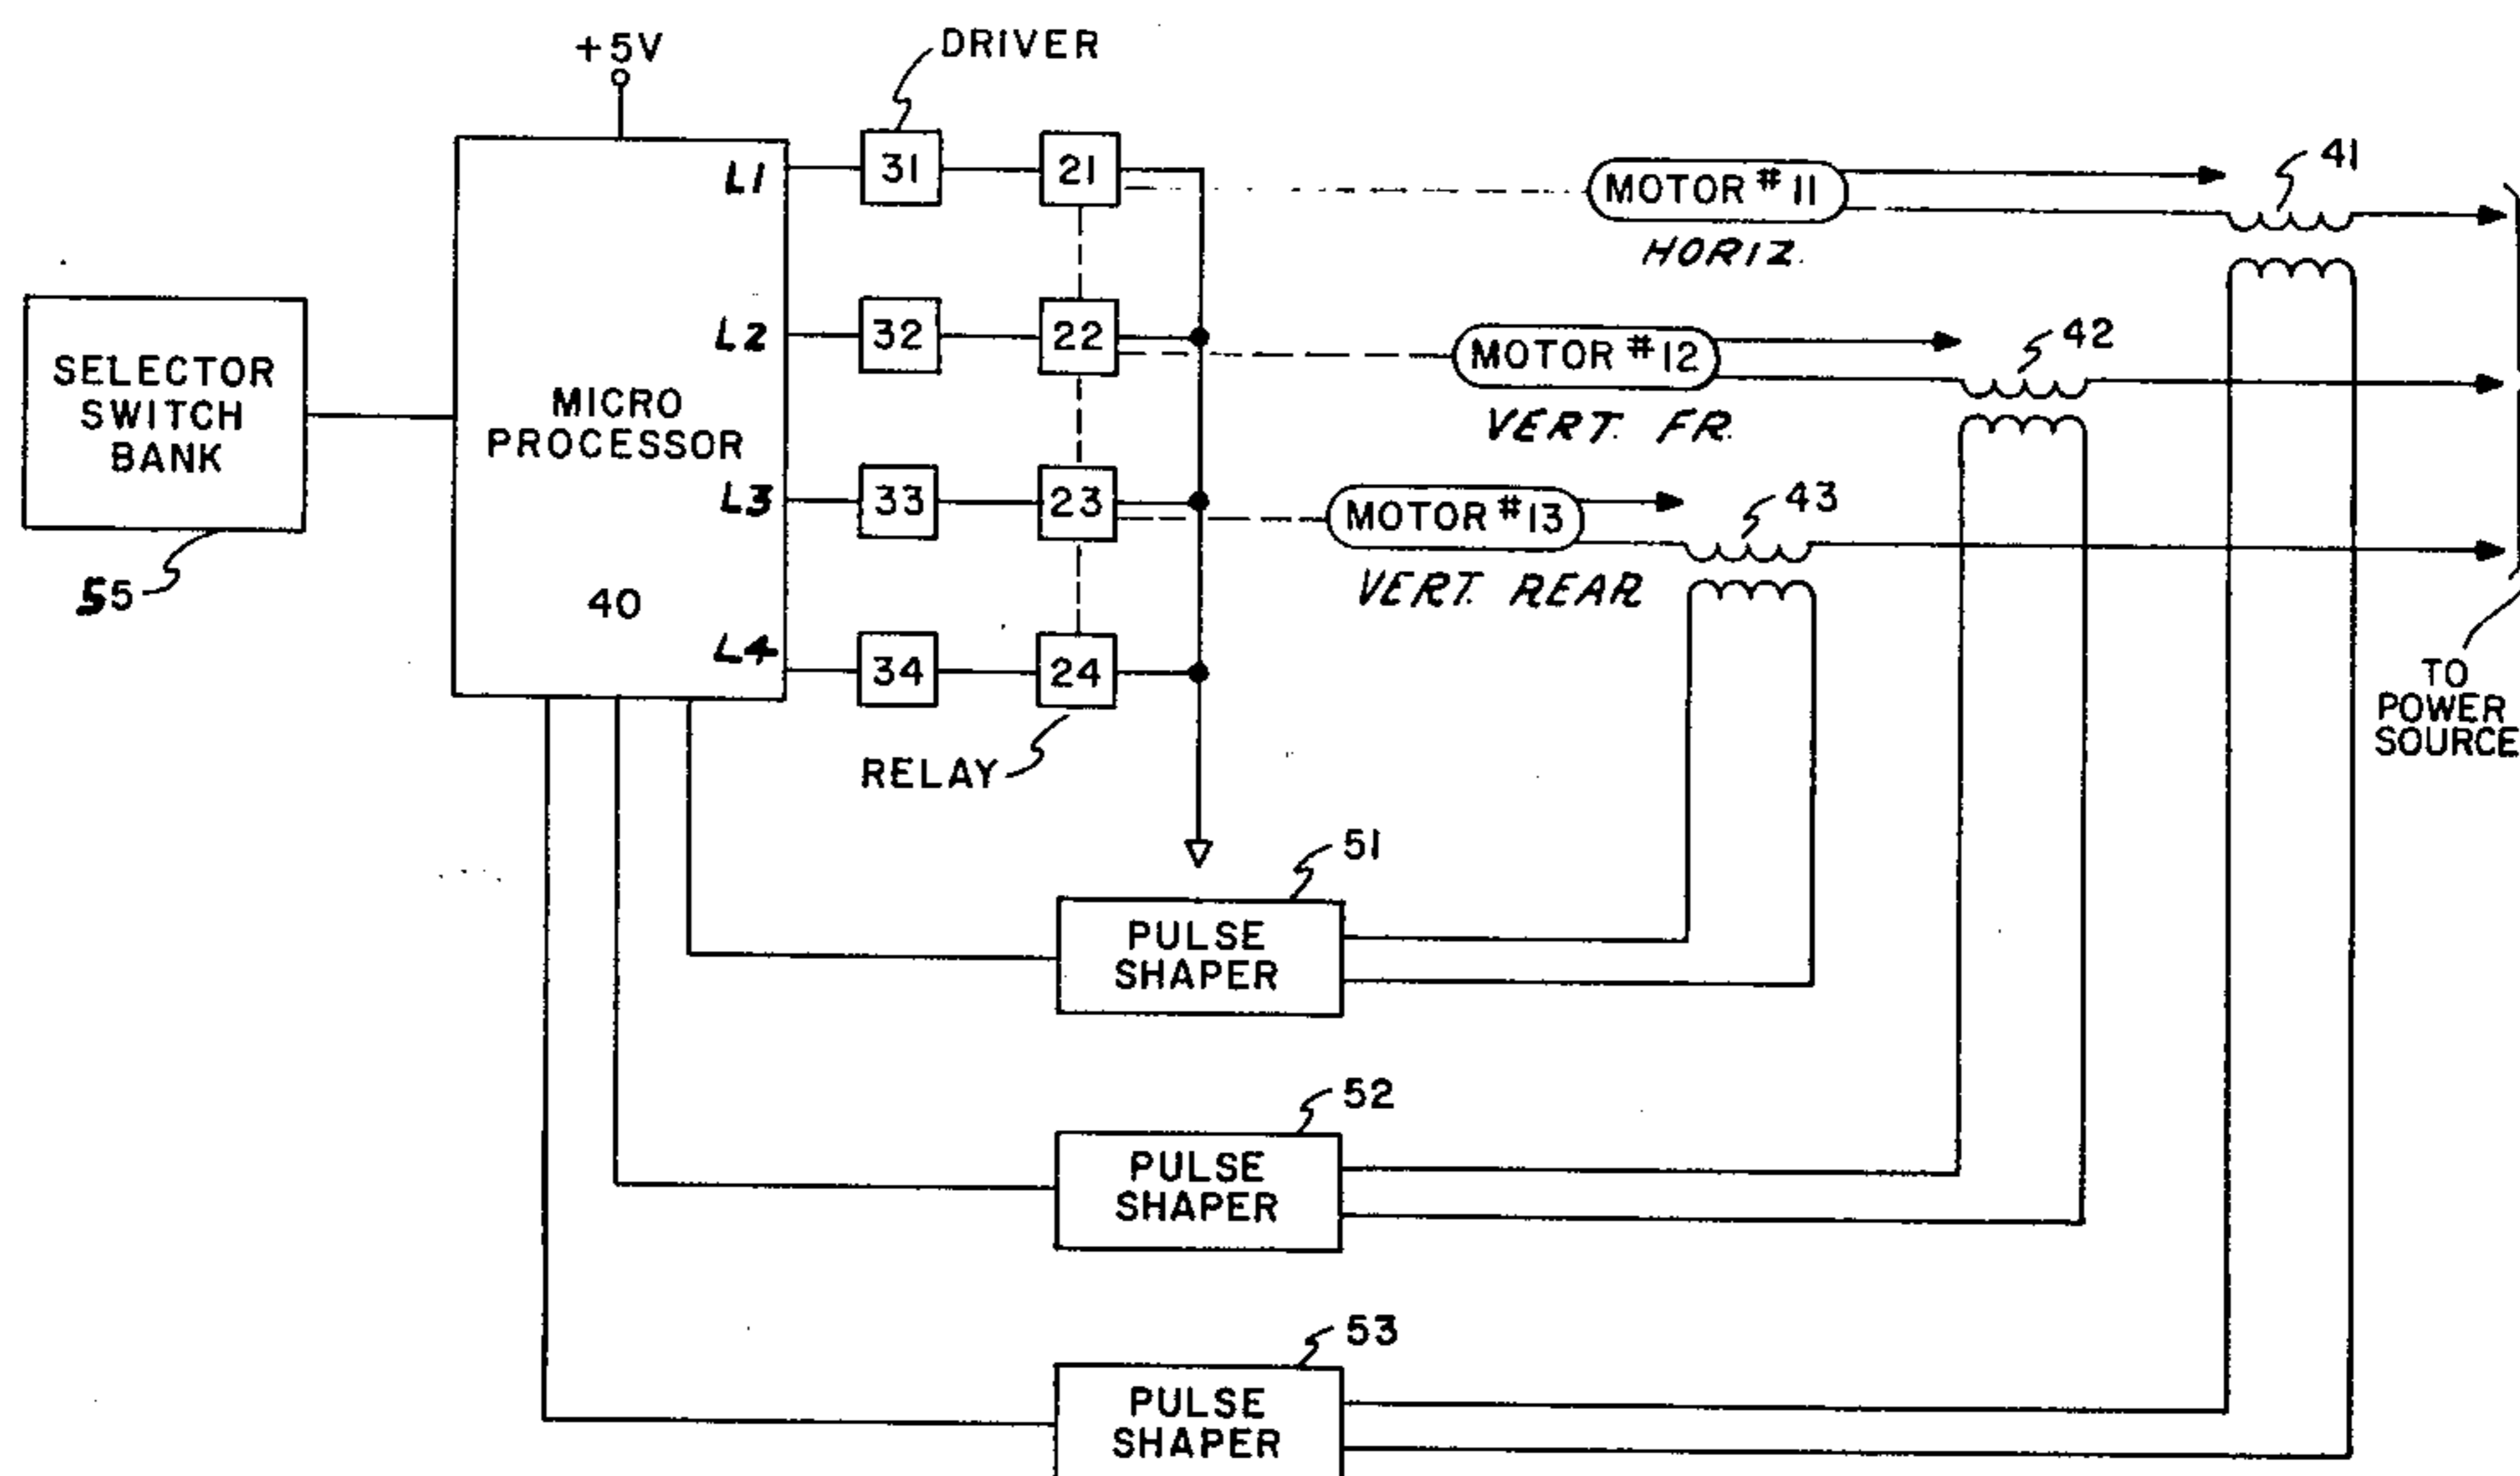 +5V
DRIVER
L1
31
21
MOTOR #11
HORIZ.
41
L2
32
22
MOTOR #12
VERT. FR.
42
SELECTOR
SWITCH
BANK
55
MICRO
PROCESSOR
40
L3
33
23
MOTOR #13
VERT. REAR
43
L4
34
24
RELAY
TO
POWER
SOURCE
51
PULSE
SHAPER
52
PULSE
SHAPER
53
PULSE
SHAPER